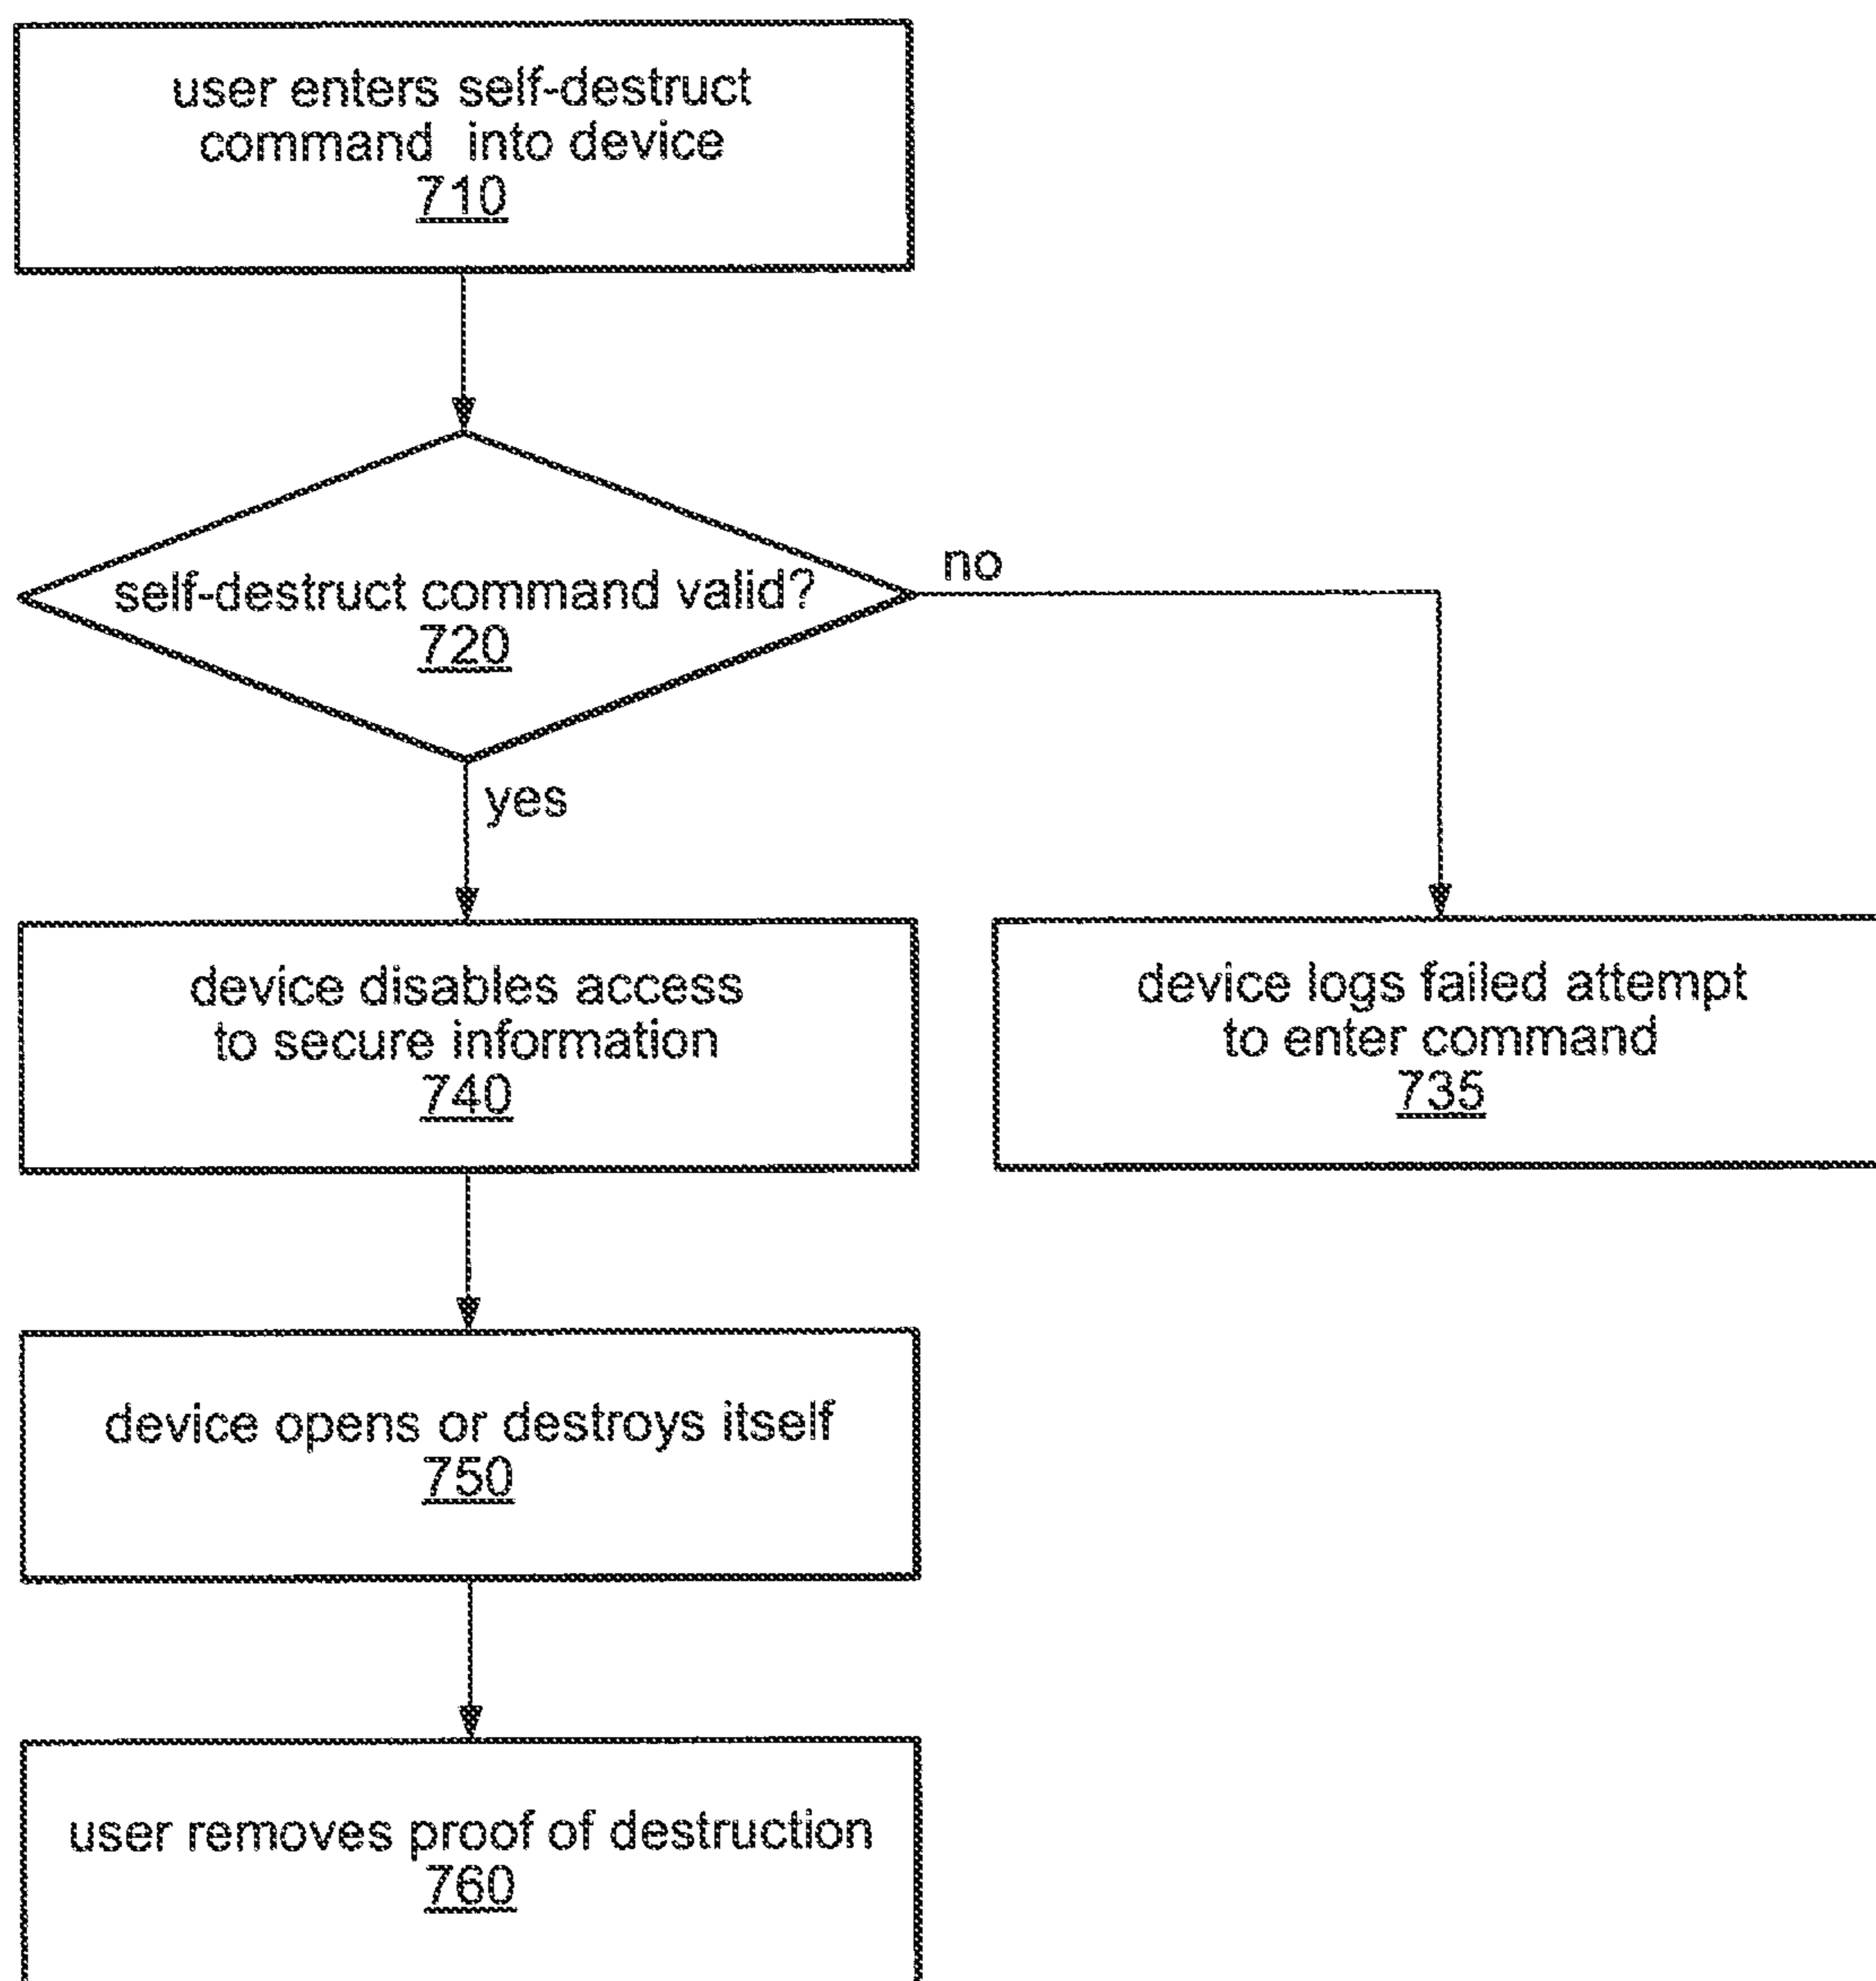 user enters self-destruct
command into device
710
self-destruct command valid?
720
no
yes
device disables access
to secure information
740
device logs failed attempt
to enter command
735
device opens or destroys itself
750
user removes proof of destruction
760